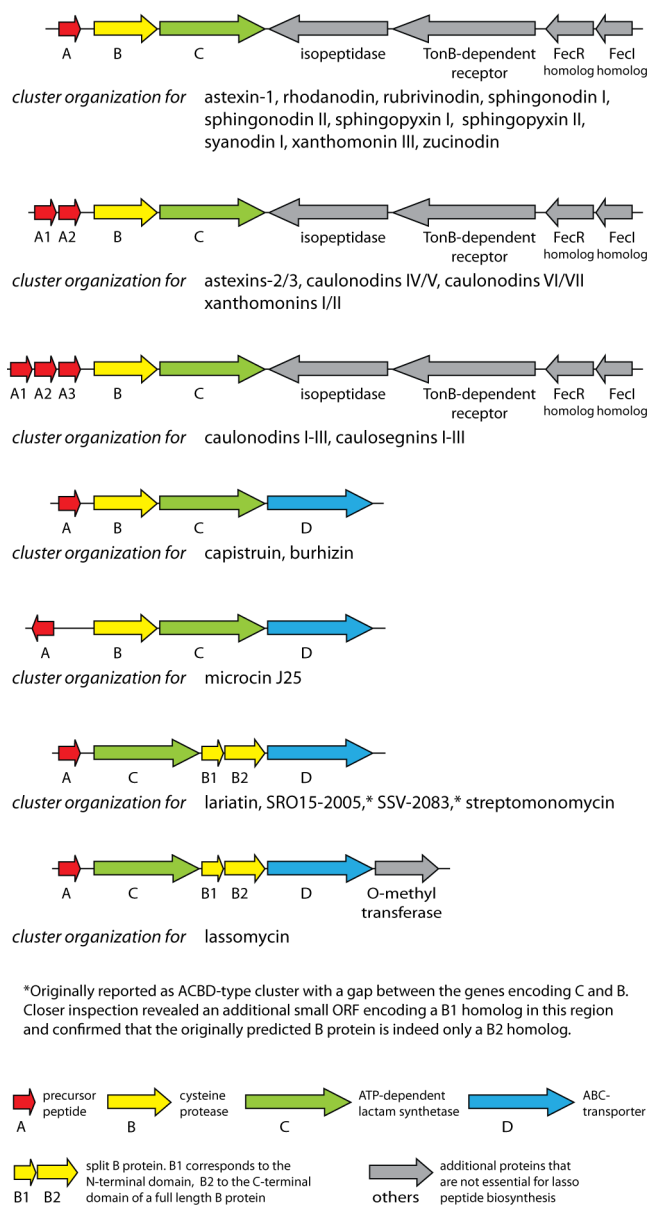 A B C isopeptidase TonB-dependent receptor FecR homolog FecI homolog
cluster organization for astexin-1, rhodanodin, rubrivinodin, sphingonodin I,
sphingonodin II, sphingopyxin I, sphingopyxin II,
syanodin I, xanthomonin III, zucinodin
A1 A2 B C isopeptidase TonB-dependent receptor FecR homolog FecI homolog
cluster organization for astexins-2/3, caulonodins IV/V, caulonodins VI/VII
xanthomonins I/II
A1 A2 A3 B C isopeptidase TonB-dependent receptor FecR homolog FecI homolog
cluster organization for caulonodins I-III, caulosegnins I-III
A B C D
cluster organization for capistruin, burhizin
A B C D
cluster organization for microcin J25
A C B1 B2 D
cluster organization for lariatin, SRO15-2005,* SSV-2083,* streptomonomycin
A C B1 B2 D O-methyl
transferase
cluster organization for lassomycin
*Originally reported as ACBD-type cluster with a gap between the genes encoding C and B.
Closer inspection revealed an additional small ORF encoding a B1 homolog in this region
and confirmed that the originally predicted B protein is indeed only a B2 homolog.
A precursor
peptide
B cysteine
protease
C ATP-dependent
lactam synthetase
D ABC-
transporter
B1 B2 split B protein. B1 corresponds to the
N-terminal domain, B2 to the C-terminal
domain of a full length B protein
others additional proteins that
are not essential for lasso
peptide biosynthesis